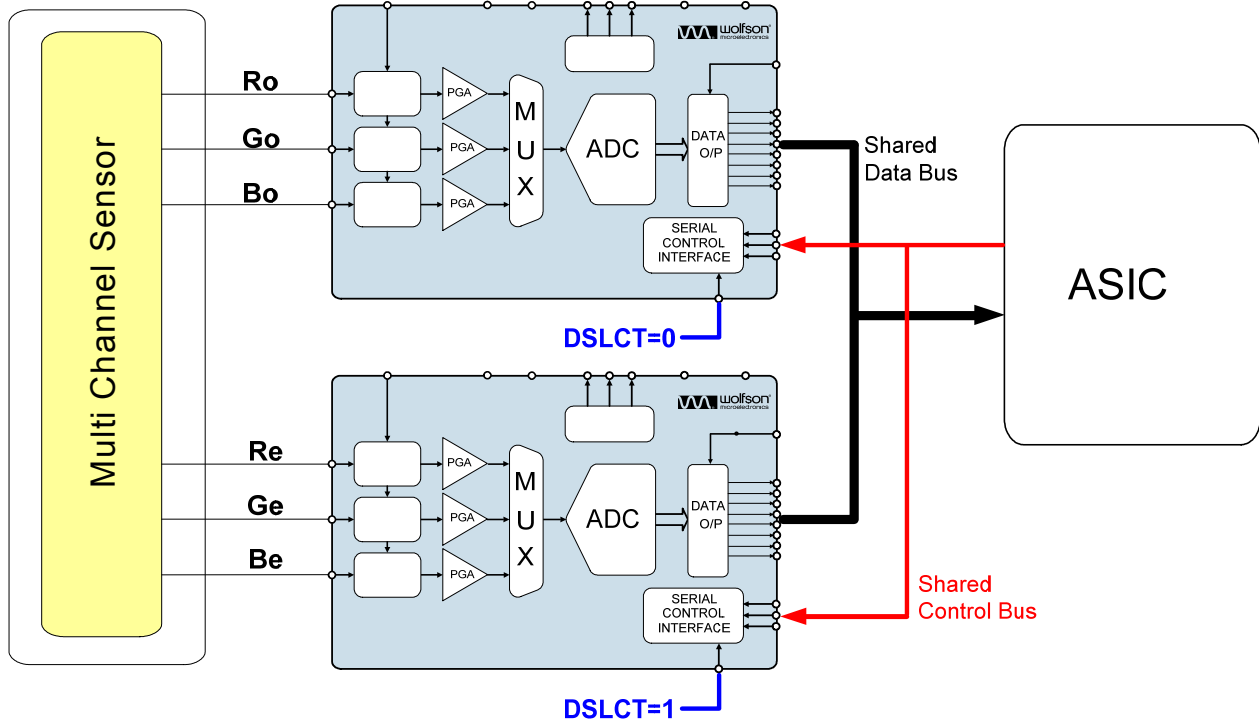 Multi Channel Sensor
Ro
Go
Bo
wolfson®
microelectronics
PGA
PGA
PGA
MUX
ADC
DATA
O/P
SERIAL
CONTROL
INTERFACE
DSLCT=0
Shared
Data Bus
ASIC
Re
Ge
Be
wolfson®
microelectronics
PGA
PGA
PGA
MUX
ADC
DATA
O/P
SERIAL
CONTROL
INTERFACE
DSLCT=1
Shared
Control Bus